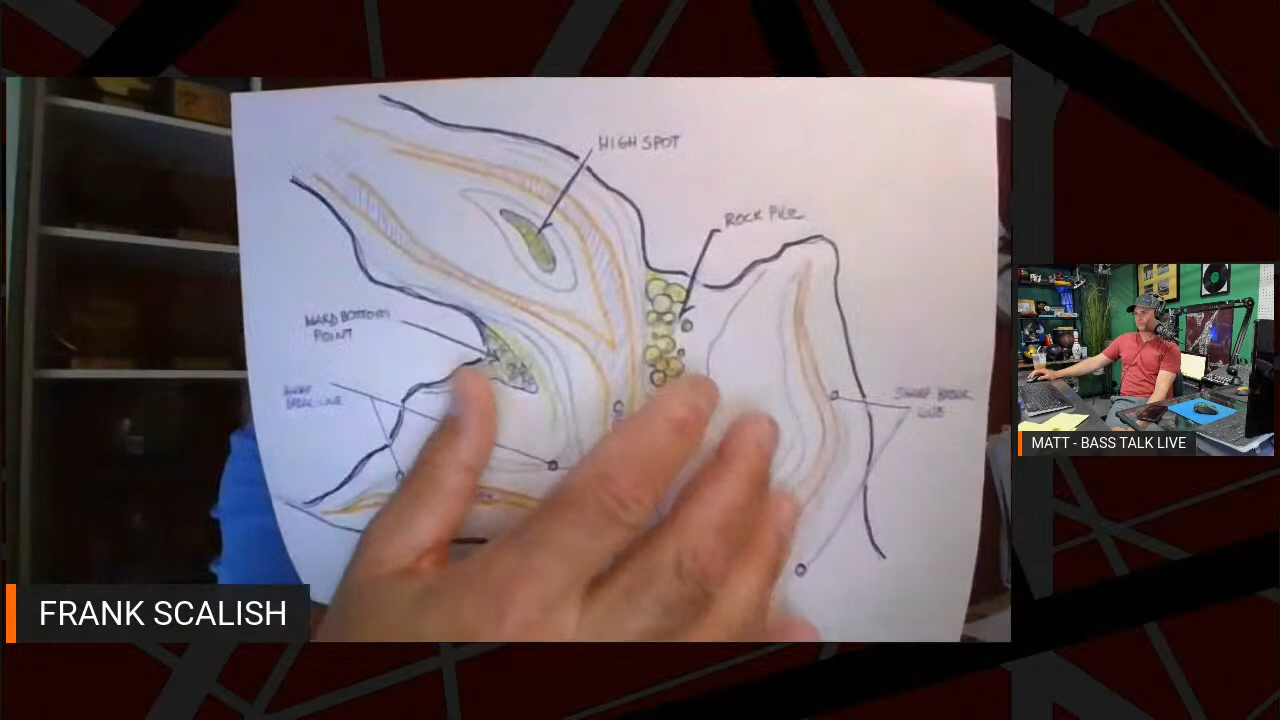 HIGH SPOT
ROCK PILE
HARD BOTTOM
POINT
SHARP BREAK
LINE
FRANK SCALISH
MATT - BASS TALK LIVE